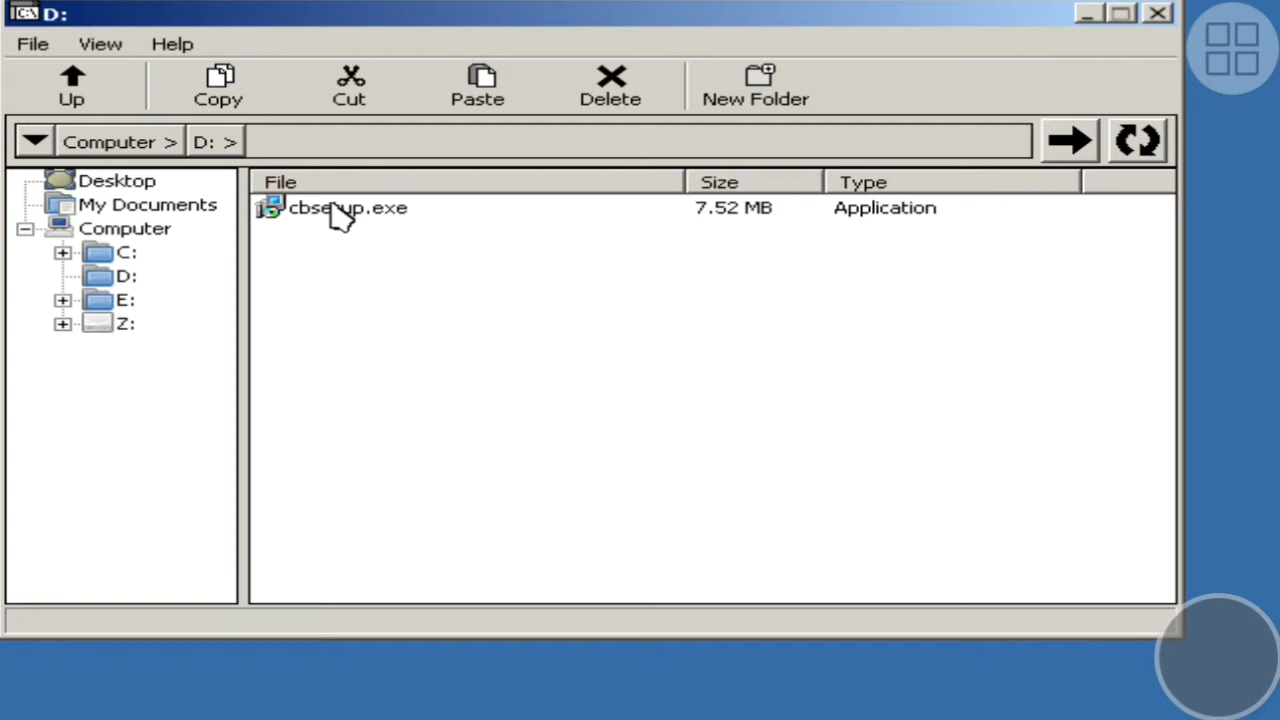 D:
File View Help
Up Copy Cut Paste Delete New Folder
Computer > D: >
Desktop
My Documents
Computer
C:
D:
E:
Z:
File Size Type
7.52 MB Application